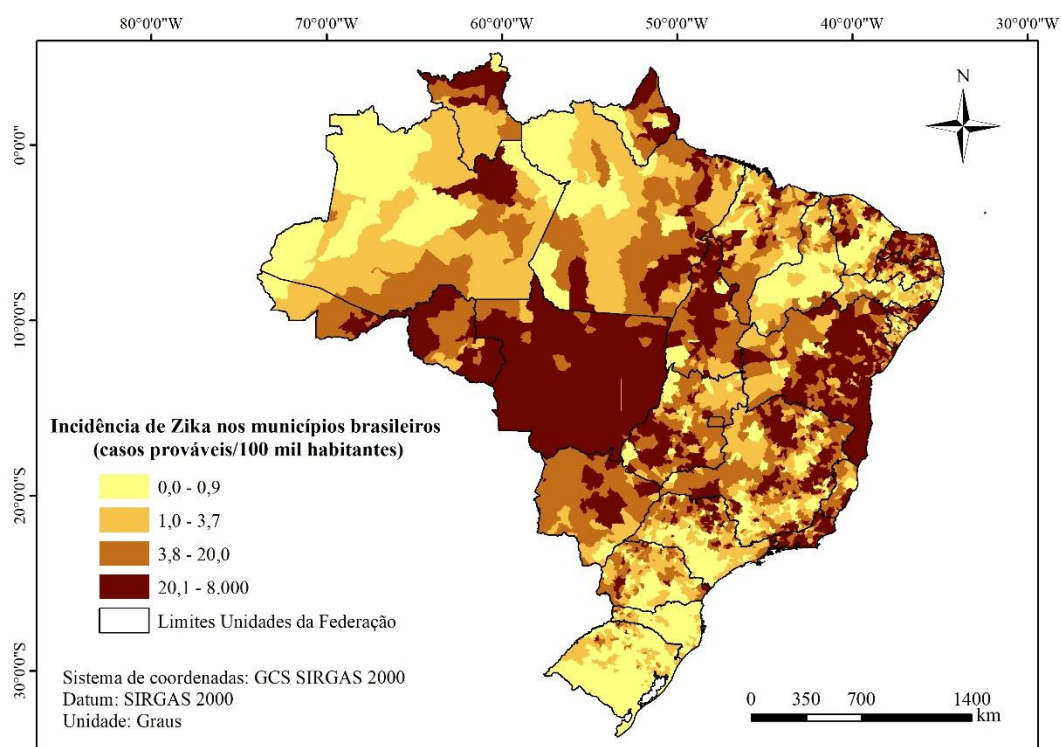 80°0'0"W 70°0'0"W 60°0'0"W 50°0'0"W 40°0'0"W 30°0'0"W
N
0°0'0"
10°0'0"S
20°0'0"S
30°0'0"S
Incidência de Zika nos municípios brasileiros
(casos prováveis/100 mil habitantes)
0,0 - 0,9
1,0 - 3,7
3,8 - 20,0
20,1 - 8.000
Limites Unidades da Federação
Sistema de coordenadas: GCS SIRGAS 2000
Datum: SIRGAS 2000
Unidade: Graus
0 350 700 1400
km